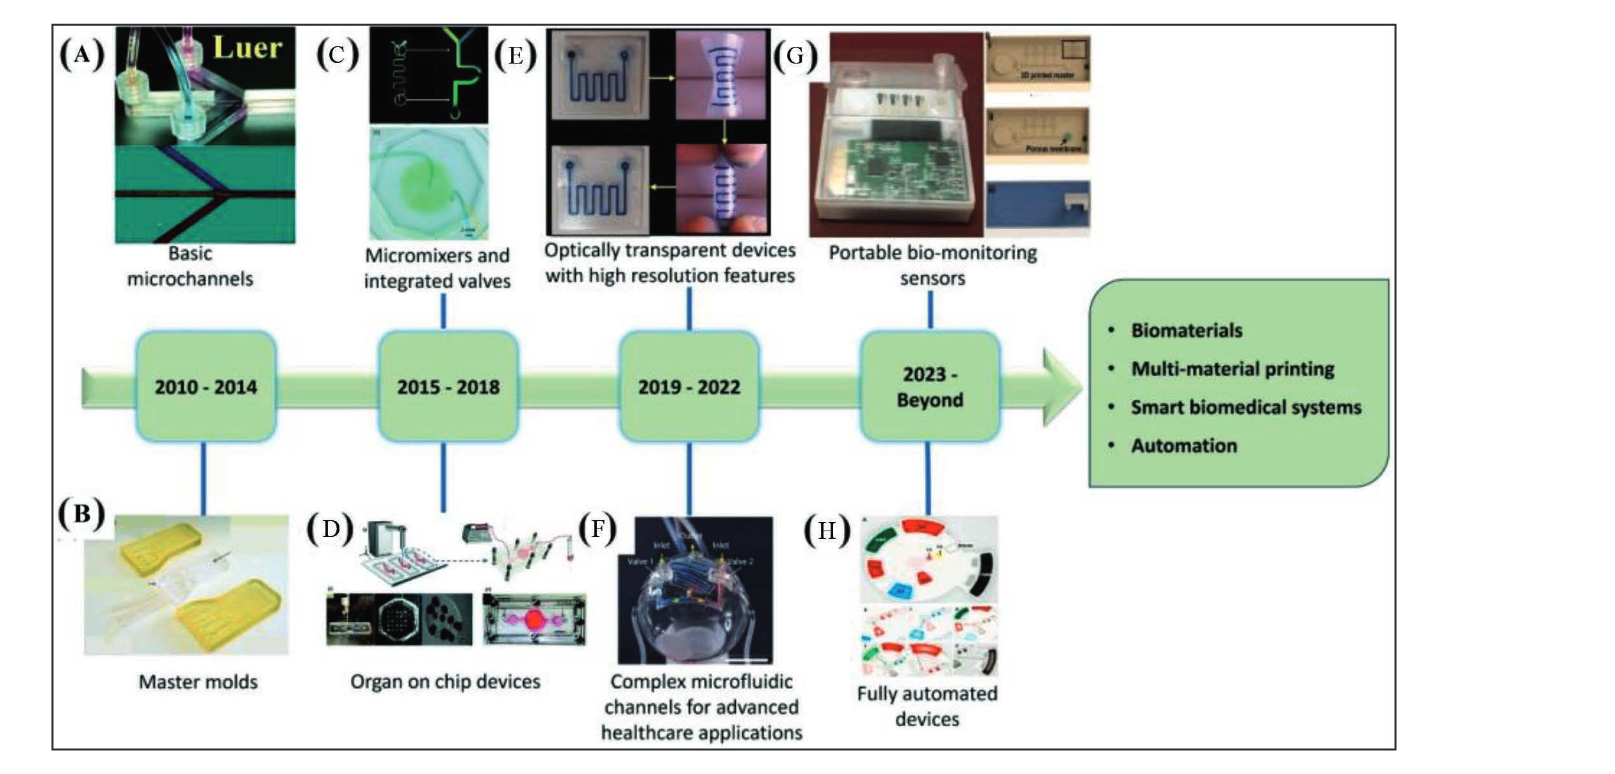 (A)
Luer
(C)
(E)
(G)
3D printed master
Porous membrane
Basic
microchannels
Micromixers and
integrated valves
Optically transparent devices
with high resolution features
Portable bio-monitoring
sensors
2010 - 2014
2015 - 2018
2019 - 2022
2023 -
Beyond
• Biomaterials
• Multi-material printing
• Smart biomedical systems
• Automation
(B)
(D)
(F)
(H)
Outlet
Inlet
Inlet
Valve 1
Valve 2
Master molds
Organ on chip devices
Complex microfluidic
channels for advanced
healthcare applications
Fully automated
devices